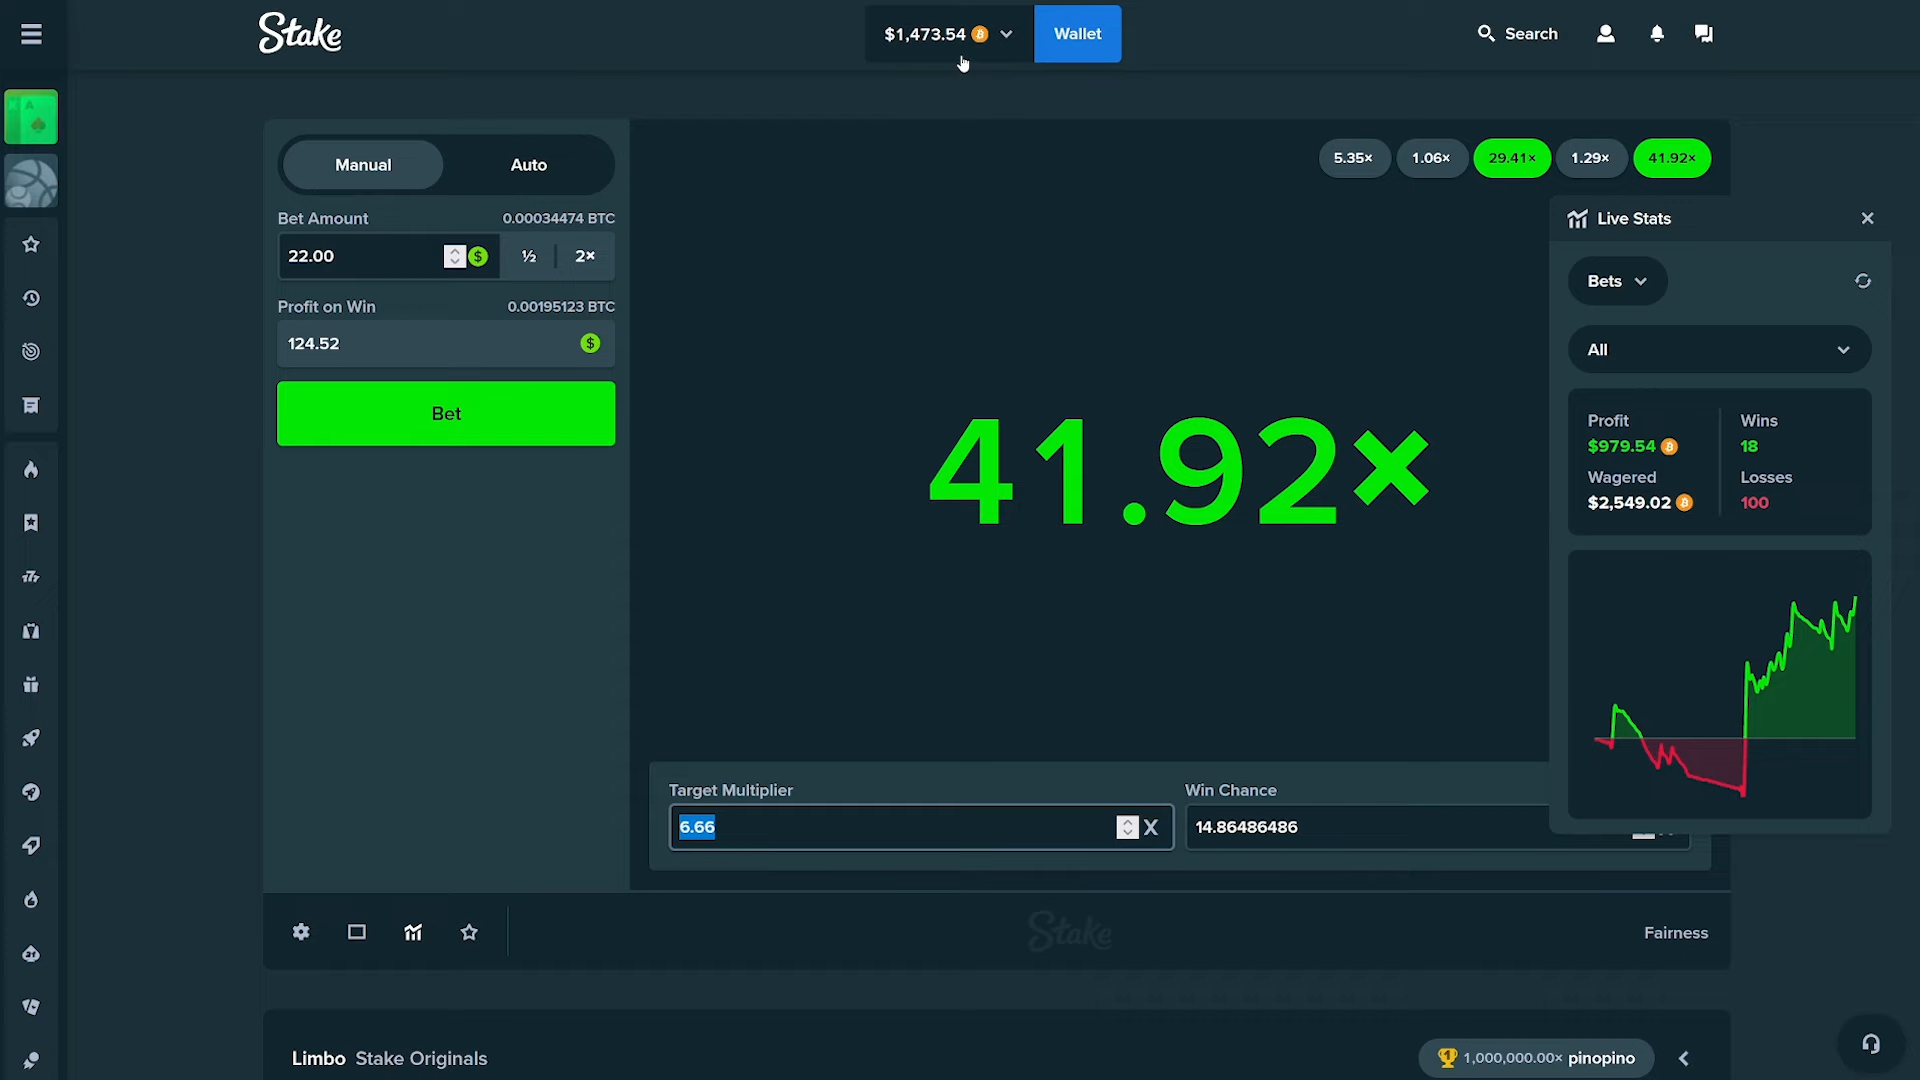 Stake
$1,473.54
Wallet
Search
Manual
Auto
5.35×
1.06×
29.41×
1.29×
41.92×
Bet Amount
0.00034474 BTC
22.00
½
2×
Profit on Win
0.00195123 BTC
124.52
Bet
41.92×
Live Stats
Bets
All
Profit
Wins
$979.54
18
Wagered
Losses
$2,549.02
100
Target Multiplier
Win Chance
6.66
X
14.86486486
Stake
Fairness
Limbo Stake Originals
1,000,000.00× pinopino